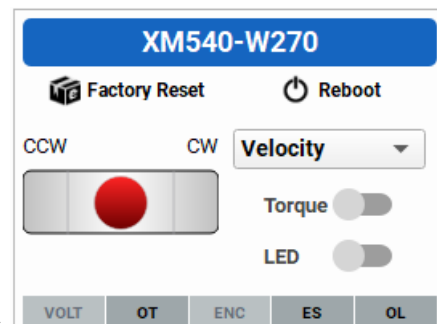 XM540-W270
Factory Reset Reboot
CCW CW Velocity
Torque
LED
VOLT OT ENC ES OL